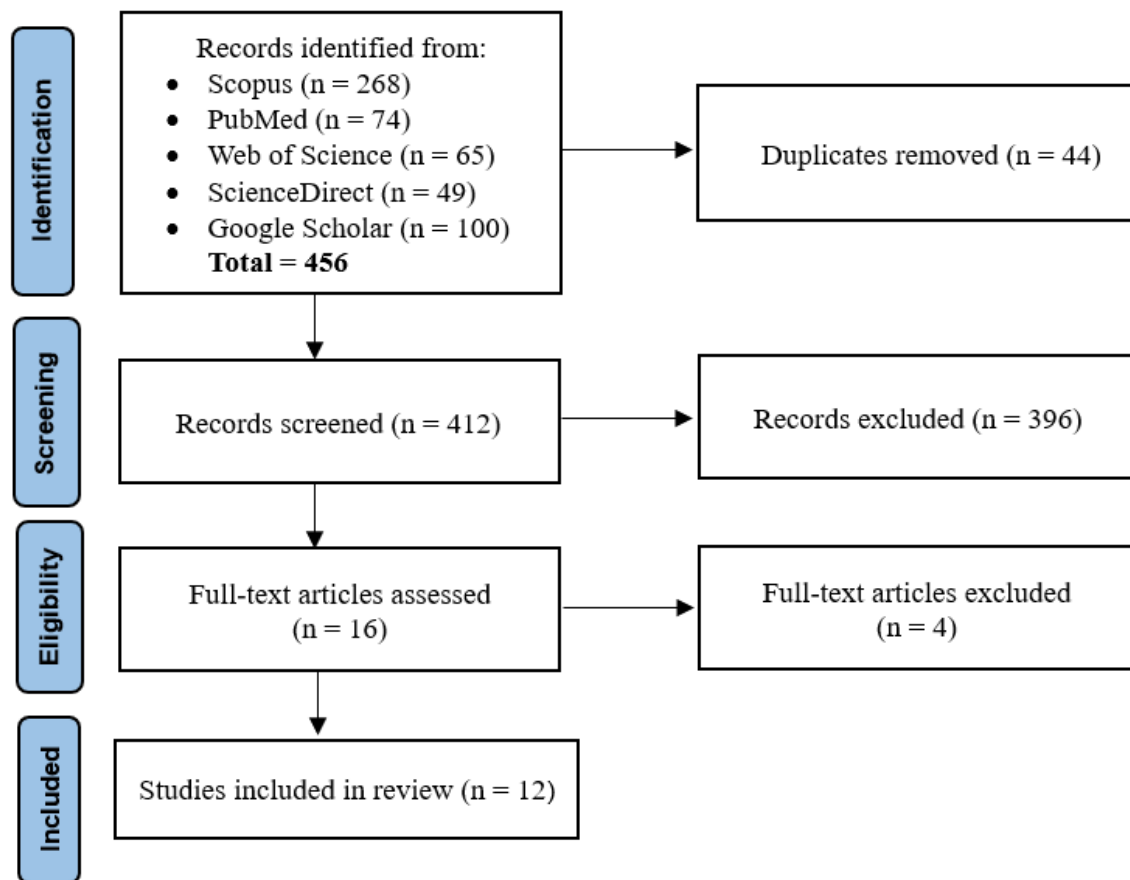 Identification
Records identified from:
• Scopus (n = 268)
• PubMed (n = 74)
• Web of Science (n = 65)
• ScienceDirect (n = 49)
• Google Scholar (n = 100)
Total = 456
Duplicates removed (n = 44)
Screening
Records screened (n = 412)
Records excluded (n = 396)
Eligibility
Full-text articles assessed
(n = 16)
Full-text articles excluded
(n = 4)
Included
Studies included in review (n = 12)